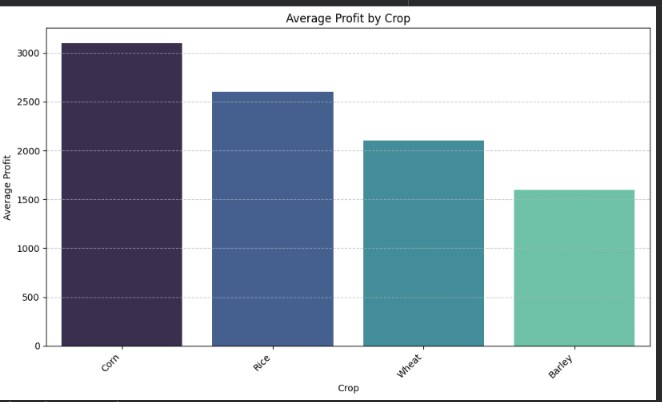 Average Profit by Crop
Average Profit
3000
2500
2000
1500
1000
500
0
Corn
Rice
Wheat
Barley
Crop